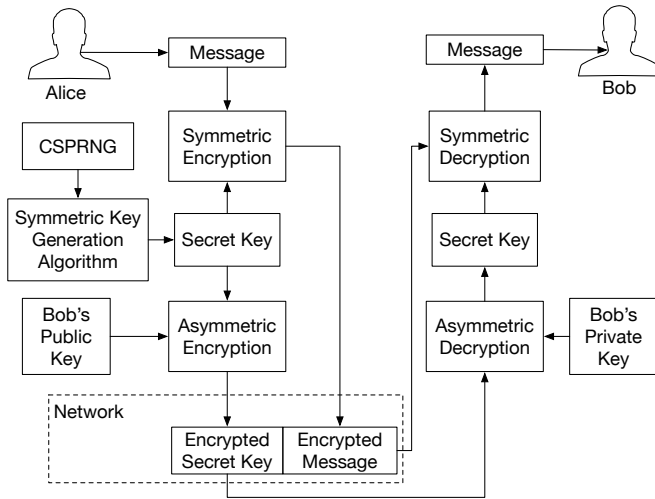 Alice
Message
Symmetric
Encryption
CSPRNG
Symmetric Key
Generation
Algorithm
Secret Key
Bob's
Public
Key
Asymmetric
Encryption
Network
Encrypted
Secret Key
Encrypted
Message
Message
Bob
Symmetric
Decryption
Secret Key
Asymmetric
Decryption
Bob's
Private
Key